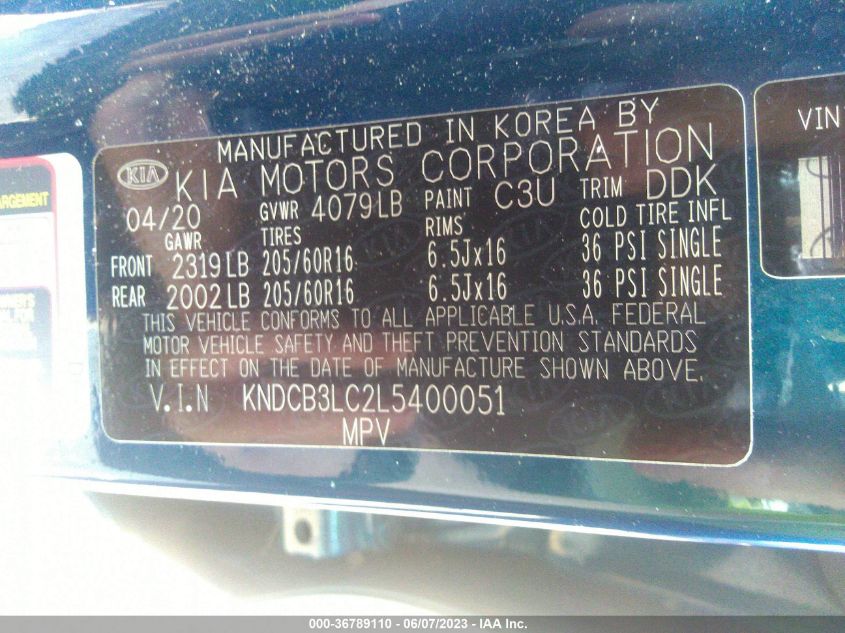 MANUFACTURED IN KOREA BY
KIA KIA MOTORS CORPORATION
04/20 GVWR 4079LB PAINT C3U TRIM DDK
GAWR TIRES RIMS COLD TIRE INFL
FRONT 2319LB 205/60R16 6.5Jx16 36 PSI SINGLE
REAR 2002LB 205/60R16 6.5Jx16 36 PSI SINGLE
THIS VEHICLE CONFORMS TO ALL APPLICABLE U.S.A. FEDERAL
MOTOR VEHICLE SAFETY AND THEFT PREVENTION STANDARDS
IN EFFECT ON THE DATE OF MANUFACTURE SHOWN ABOVE.
V.I.N KNDCB3LC2L5400051
MPV
VIN
000-36789110 - 06/07/2023 - IAA Inc.